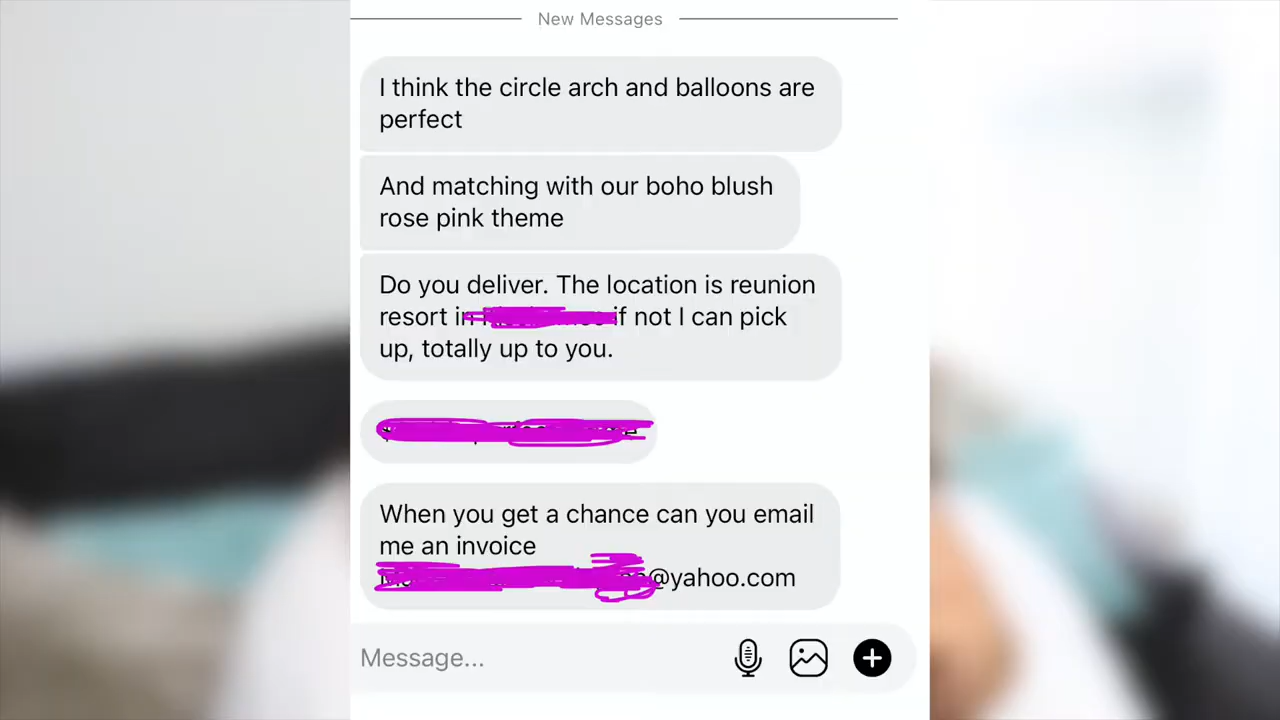 New Messages
I think the circle arch and balloons are
perfect
And matching with our boho blush
rose pink theme
Do you deliver. The location is reunion
resort in if not I can pick
up, totally up to you.
When you get a chance can you email
me an invoice
@yahoo.com
Message...